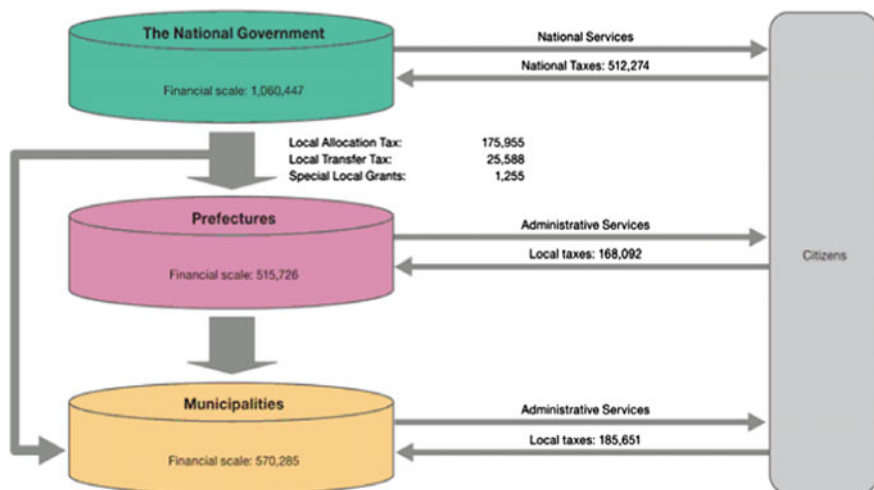 The National Government
Financial scale: 1,060,447
National Services
National Taxes: 512,274
Local Allocation Tax: 175,955
Local Transfer Tax: 25,588
Special Local Grants: 1,255
Prefectures
Financial scale: 515,726
Administrative Services
Local taxes: 168,092
Citizens
Municipalities
Financial scale: 570,285
Administrative Services
Local taxes: 185,651